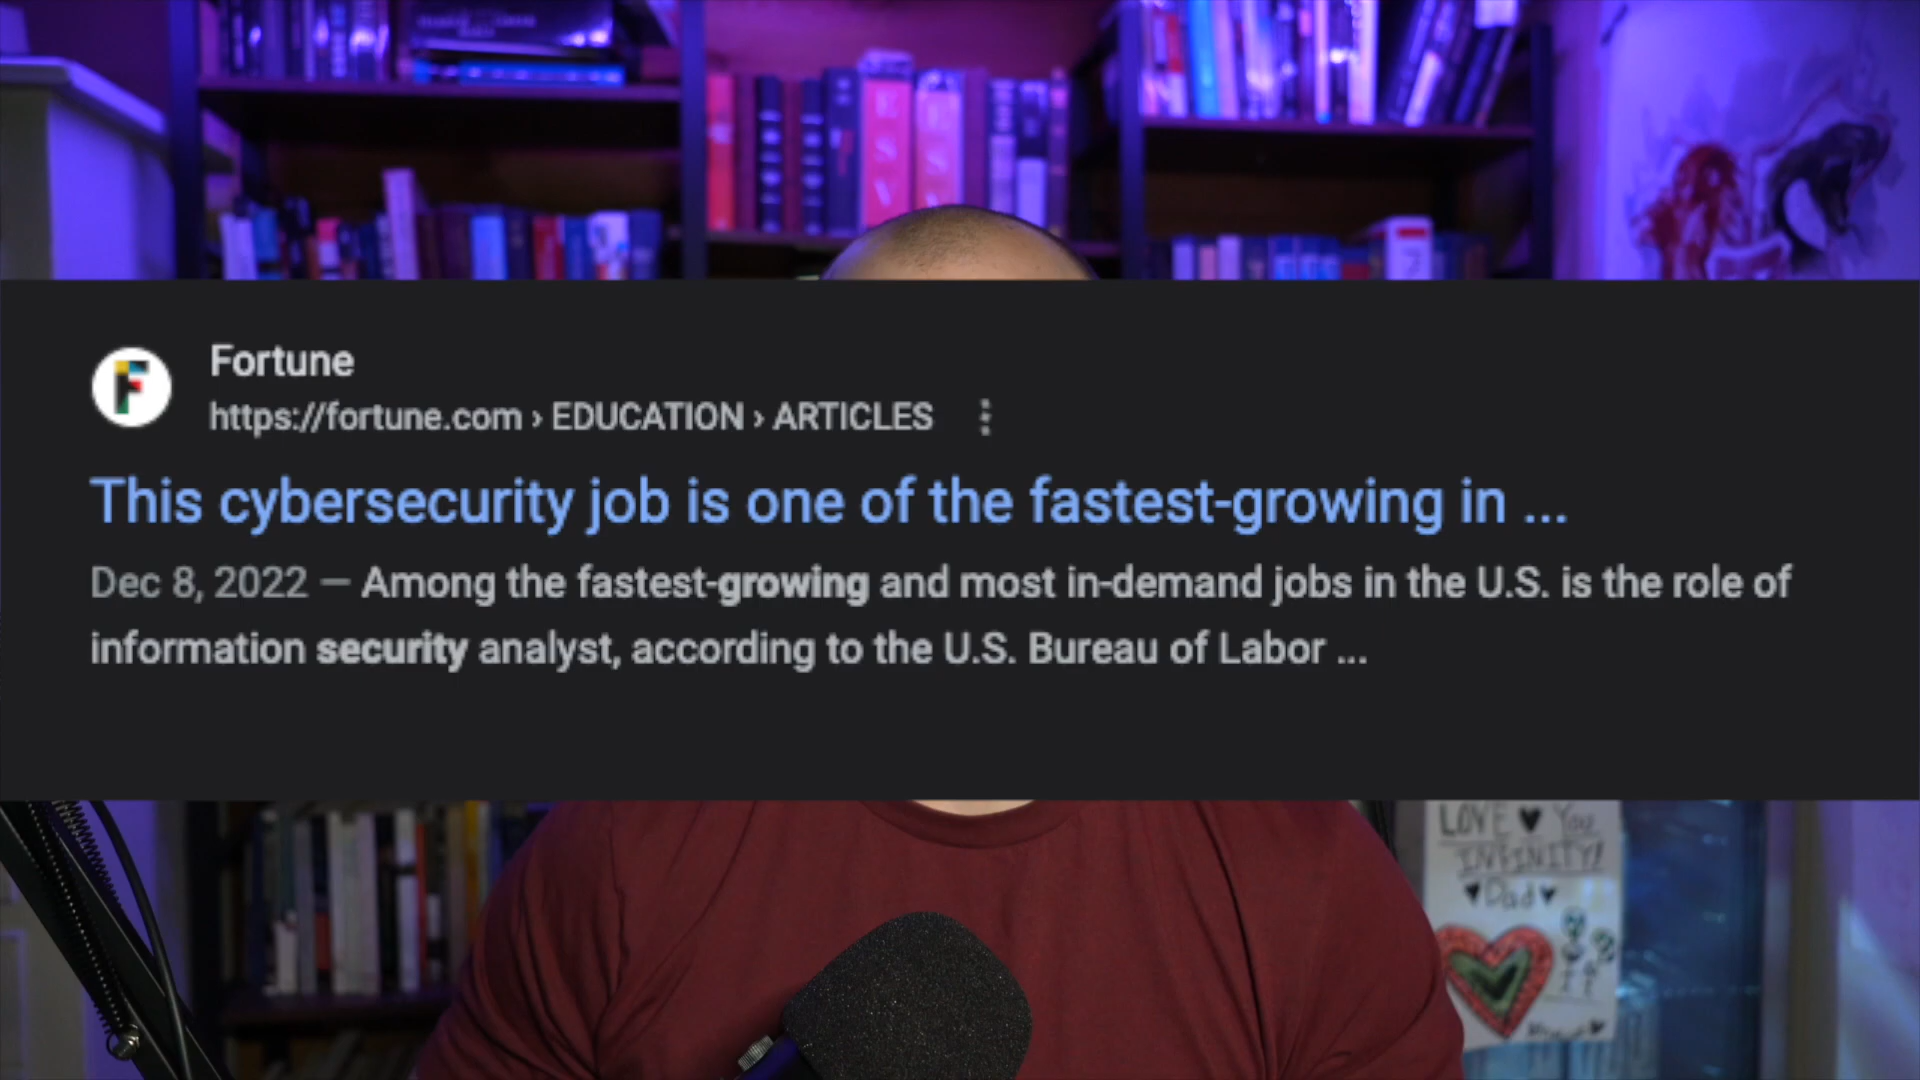 ESV
ESV
Fortune
https://fortune.com › EDUCATION › ARTICLES
This cybersecurity job is one of the fastest-growing in ...
Dec 8, 2022 — Among the fastest-growing and most in-demand jobs in the U.S. is the role of
information security analyst, according to the U.S. Bureau of Labor ...
LOVE ♥ You
INFINITY!
♥Dad♥